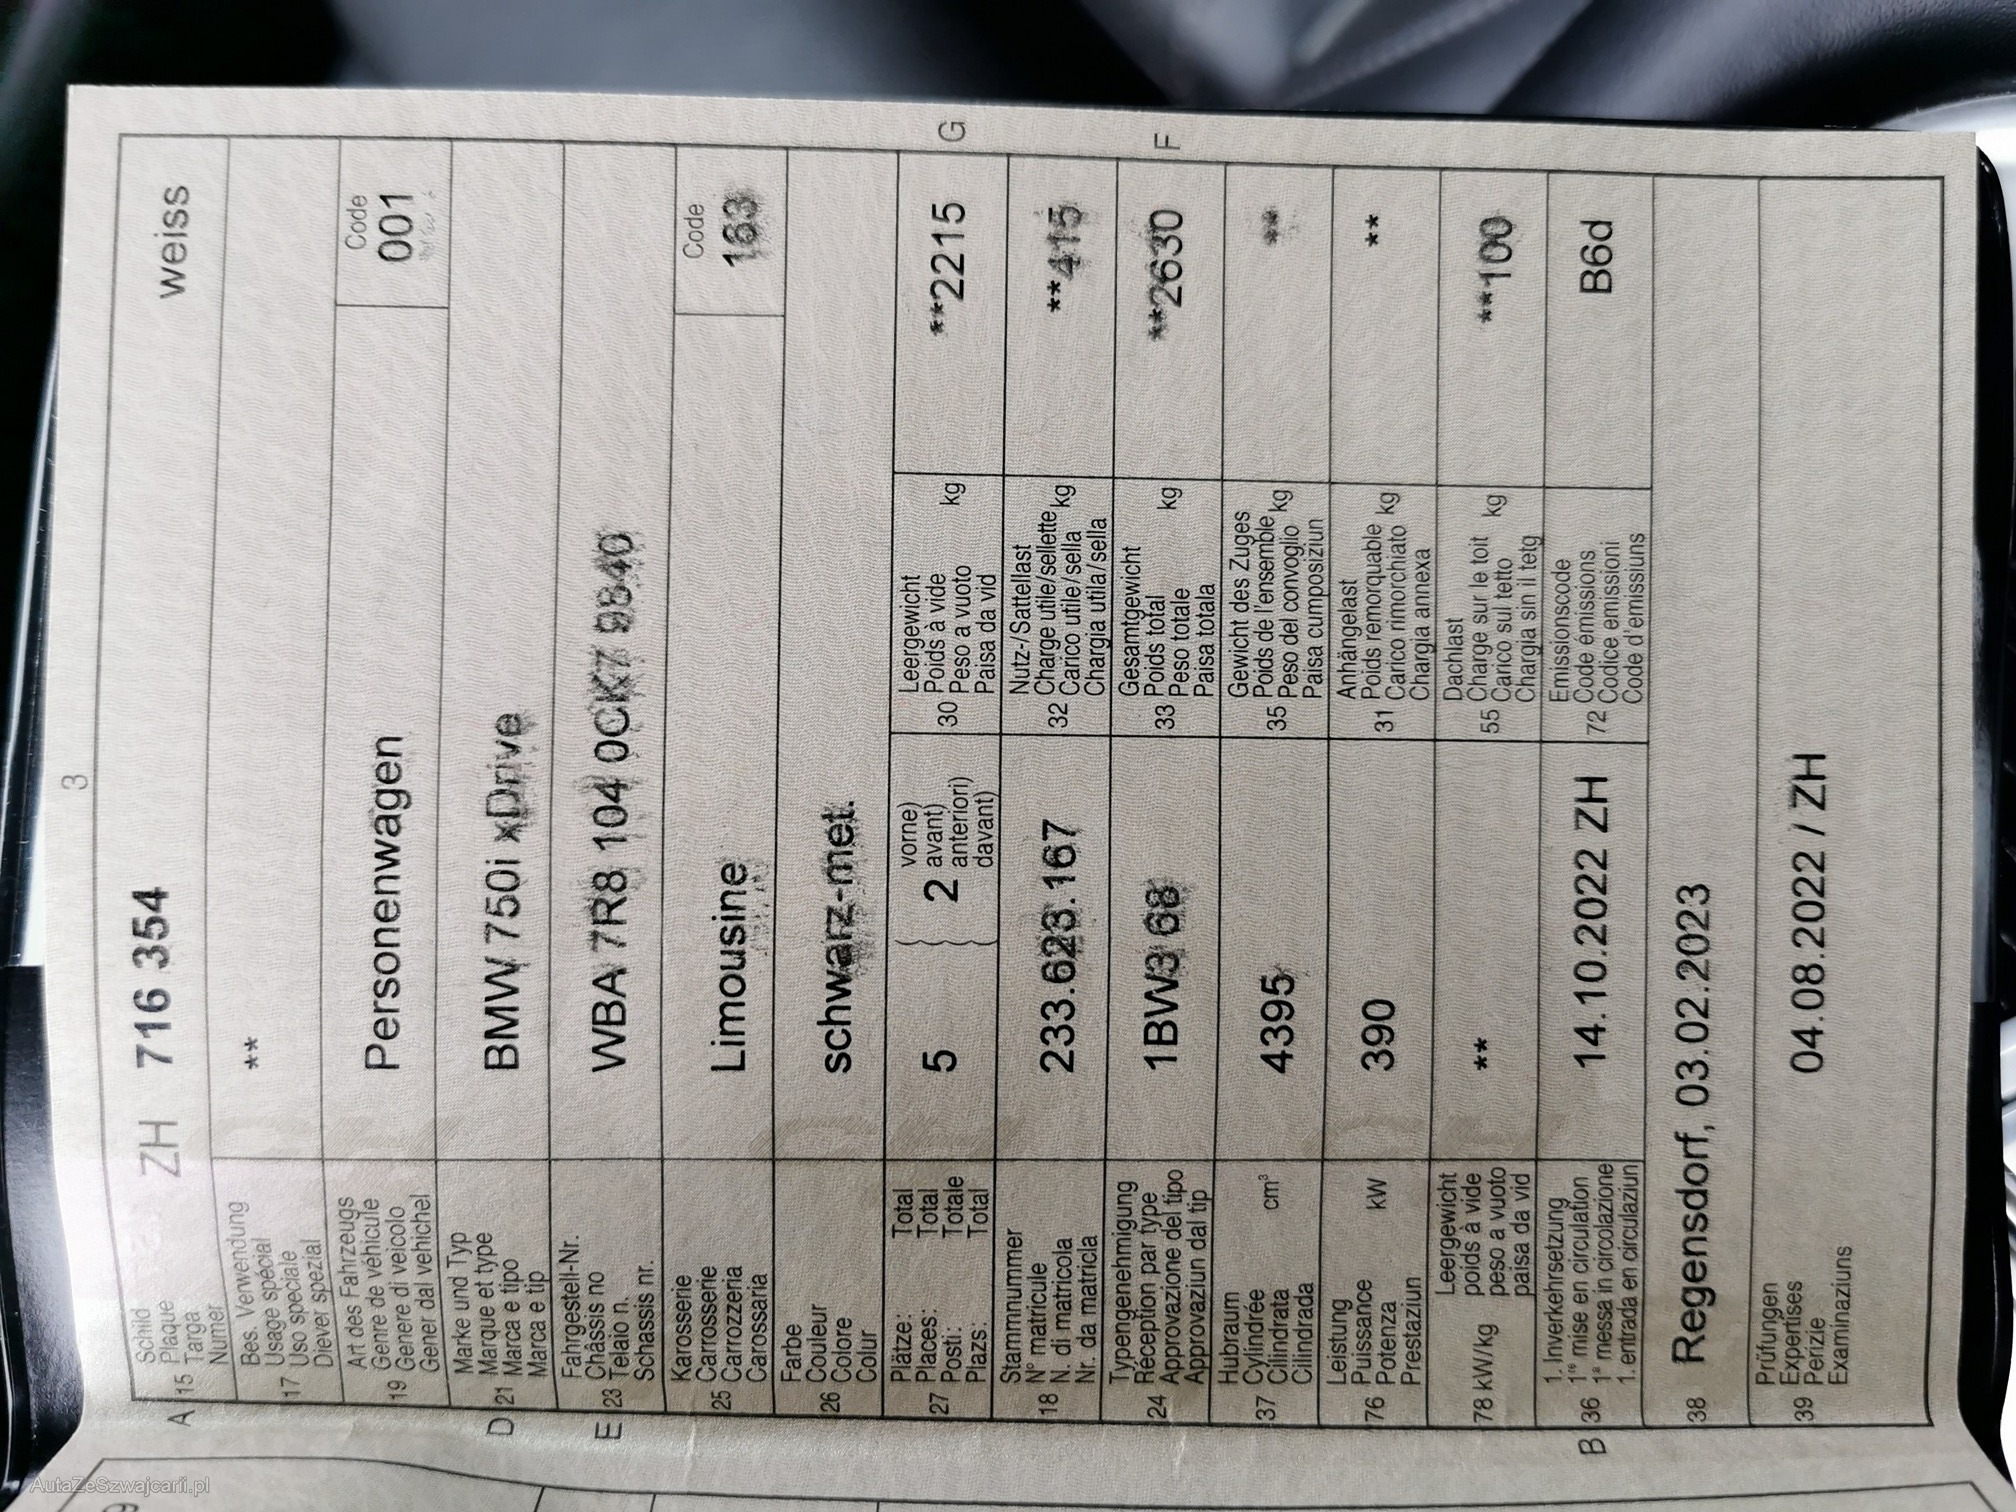 3
A 15 Schild Plaque Targa Numer
ZH 716 354 weiss
17 Bes. Verwendung
Usage spécial
Uso speciale
Diever spezial
**
19 Art des Fahrzeugs
Genre de véhicule
Genere di veicolo
Gener dal vehichel
Personenwagen
Code
001
D 21 Marke und Typ
Marque et type
Marca e tipo
Marca e tip
BMW 750i xDrive
E 23 Fahrgestell-Nr.
Châssis no
Telaio n.
Schassis nr.
WBA 7R8 104 0CK7 9840
25 Karosserie
Carrosserie
Carrozzeria
Carossaria
Limousine
Code
163
26 Farbe
Couleur
Colore
Colur
schwarz-met.
27 Plätze: Total
Places: Total
Posti: Totale
Plazs: Total
5
2
vorne)
avant)
anteriori)
davant)
30 Leergewicht
Poids à vide
Peso a vuoto kg
Paisa da vid
**2215
G
18 Stammnummer
N° matricule
N. di matricola
Nr. da matricla
233.623.167
32 Nutz-/Sattellast
Charge utile/sellette kg
Carico utile/sella
Chargia utila/sella
**415
24 Typengenehmigung
Réception par type
Approvazione del tipo
Approvaziun dal tip
1BW3 68
33 Gesamtgewicht
Poids total
Peso totale kg
Paisa totala
**2630
F
37 Hubraum
Cylindrée
Cilindrata cm³
Cilindrada
4395
35 Gewicht des Zuges
Poids de l'ensemble kg
Peso del convoglio
Paisa cumposiziun
**
76 Leistung
Puissance
Potenza kW
Prestaziun
390
31 Anhängelast
Poids remorquable kg
Carico rimorchiato
Chargia annexa
**
78 kW/kg Leergewicht
poids à vide
peso a vuoto
paisa da vid
**
55 Dachlast
Charge sur le toit kg
Carico sul tetto
Chargia sin il tetg
**100
B 36 1. Inverkehrsetzung
1re mise en circulation
1a messa in circolazione
1. entrada en circulaziun
14.10.2022 ZH
72 Emissionscode
Code émissions
Codice emissioni
Code d'emissiuns
B6d
38 Regensdorf, 03.02.2023
39 Prüfungen
Expertises
Perizie
Examinaziuns
04.08.2022 / ZH
9
AutaZeSzwajcarii.pl